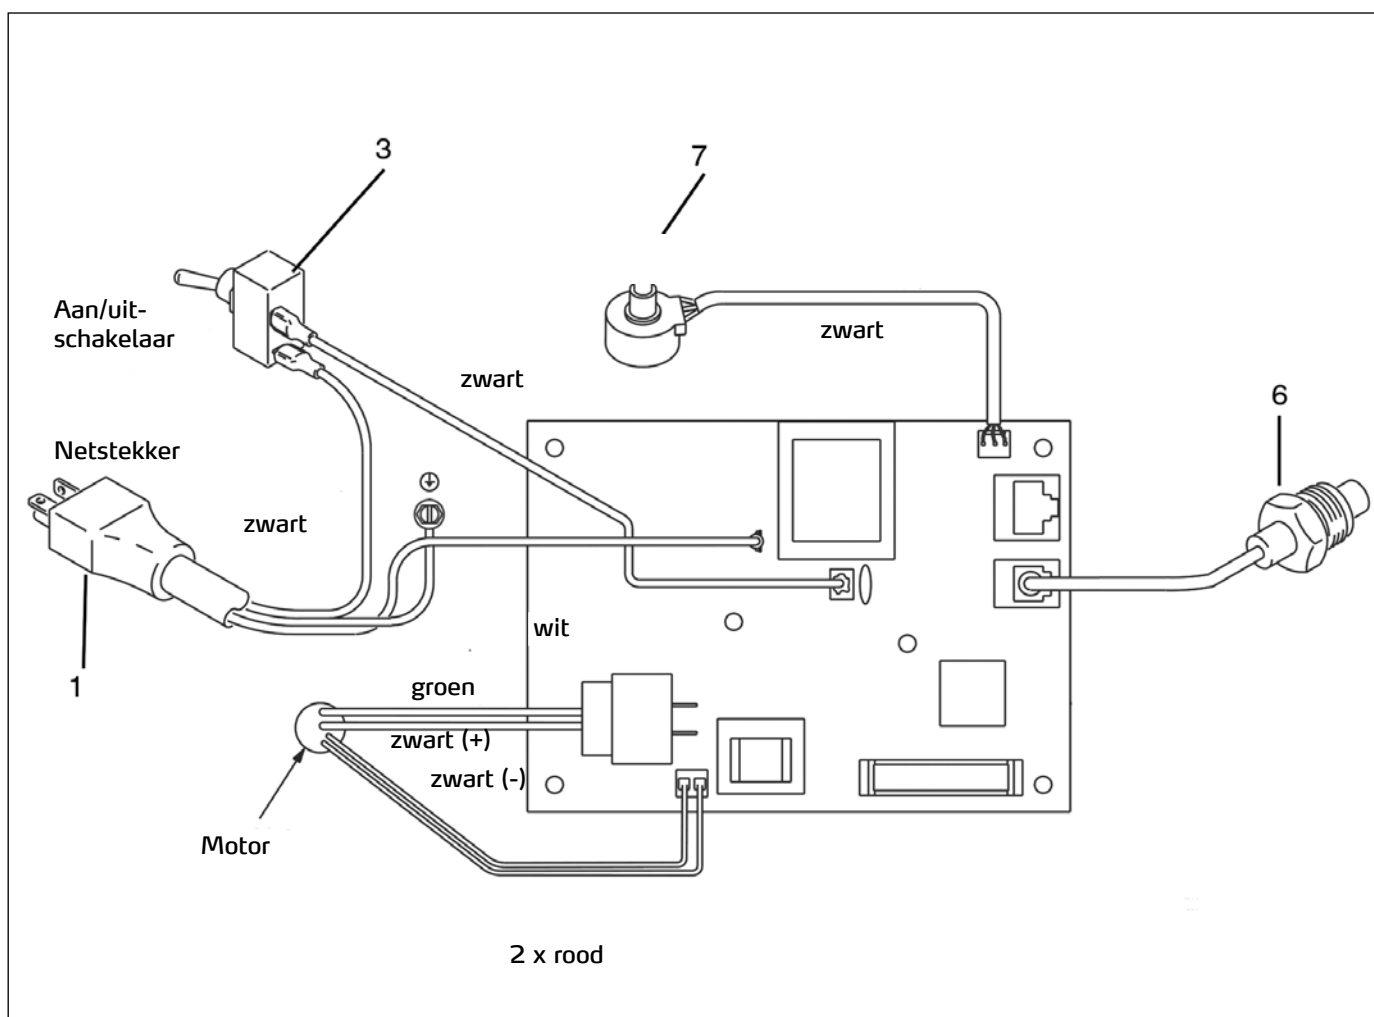 3
7
Aan/uit-
schakelaar
zwart
zwart
6
Netstekker
zwart
wit
1
groen
zwart (+)
zwart (-)
Motor
2 x rood